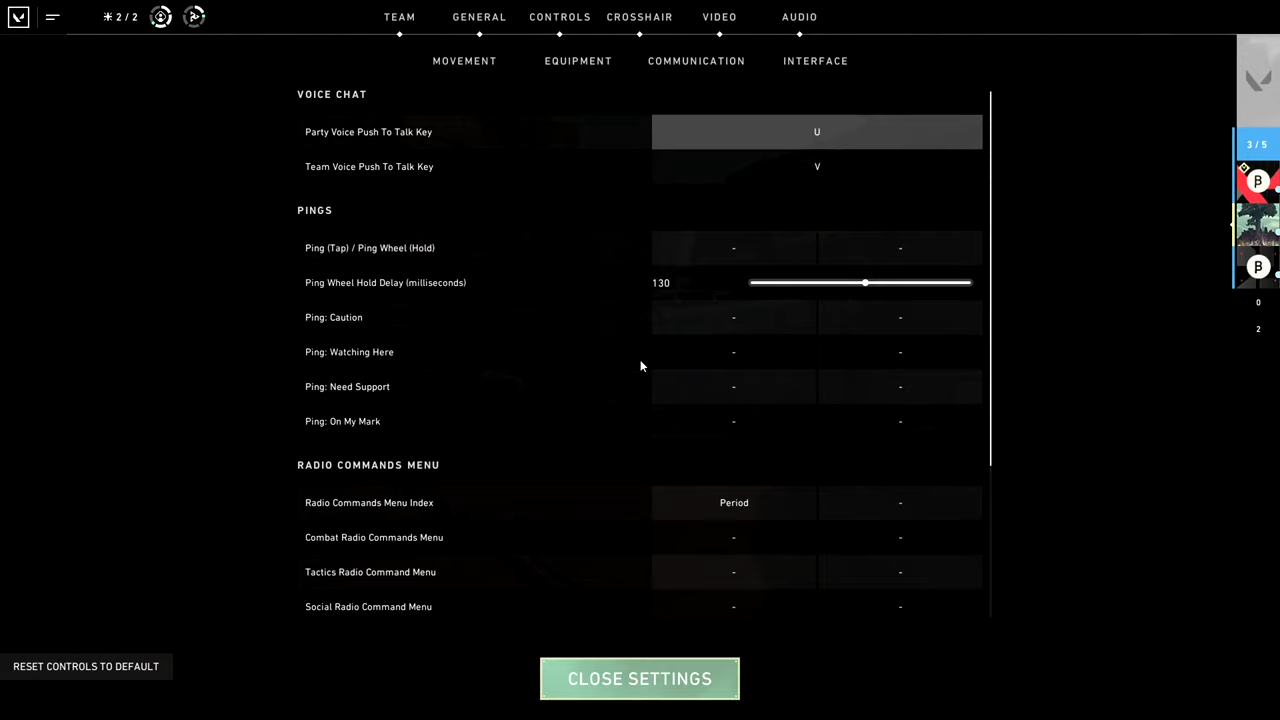 2 / 2
TEAM GENERAL CONTROLS CROSSHAIR VIDEO AUDIO
MOVEMENT EQUIPMENT COMMUNICATION INTERFACE
VOICE CHAT
Party Voice Push To Talk Key U
Team Voice Push To Talk Key V
PINGS
Ping (Tap) / Ping Wheel (Hold) - -
Ping Wheel Hold Delay (milliseconds) 130
Ping: Caution - -
Ping: Watching Here - -
Ping: Need Support - -
Ping: On My Mark - -
RADIO COMMANDS MENU
Radio Commands Menu Index Period -
Combat Radio Commands Menu - -
Tactics Radio Command Menu - -
Social Radio Command Menu - -
RESET CONTROLS TO DEFAULT
CLOSE SETTINGS
3 / 5
β
β
0
2